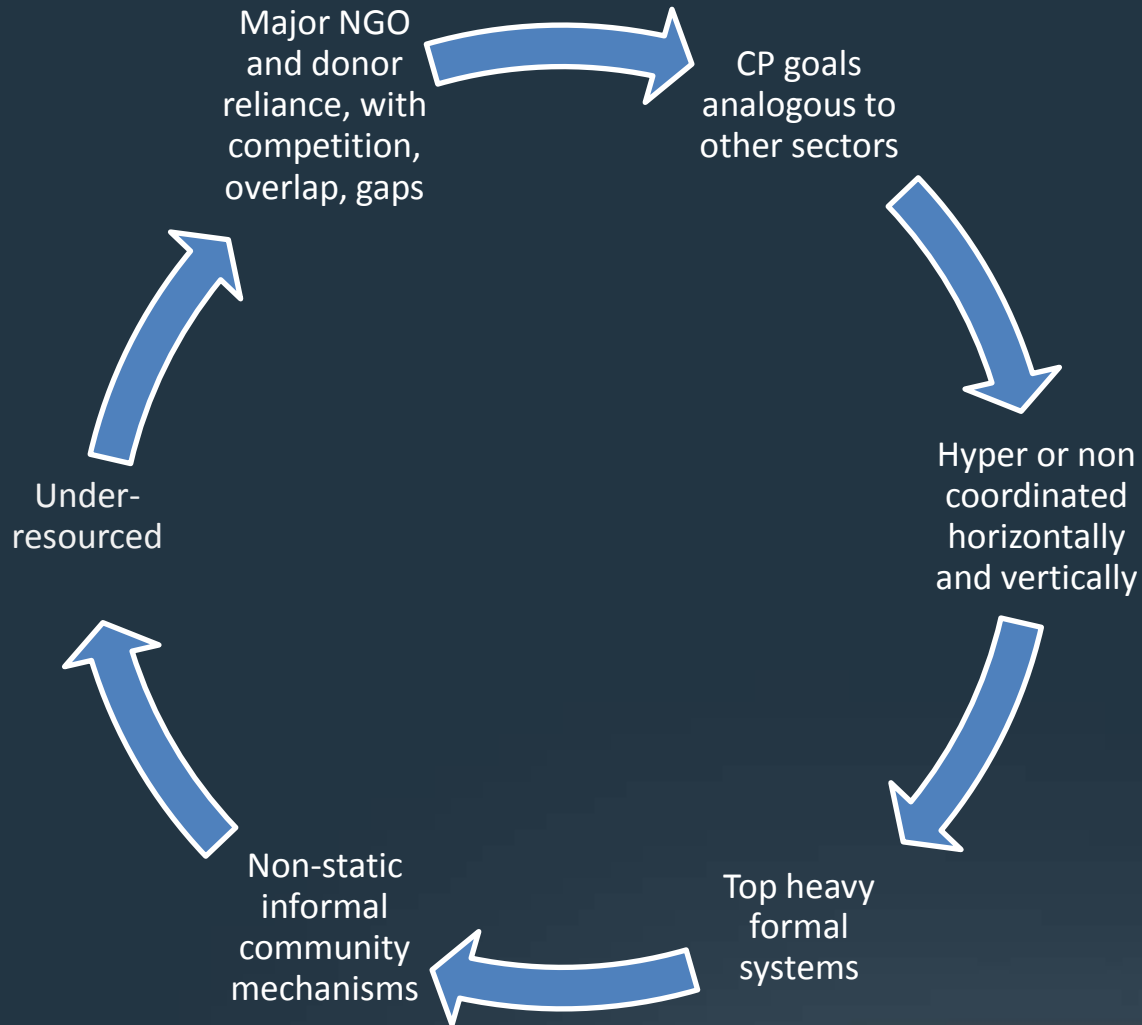 Major NGO
and donor
reliance, with
competition,
overlap, gaps
CP goals
analogous to
other sectors
Hyper or non
coordinated
horizontally
and vertically
Top heavy
formal
systems
Non-static
informal
community
mechanisms
Under-
resourced